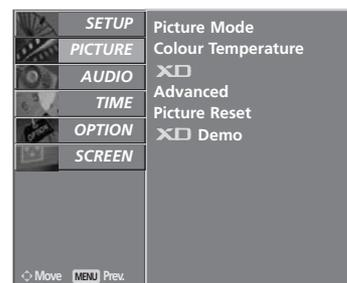 SETUP
PICTURE
AUDIO
TIME
OPTION
SCREEN
Picture Mode
Colour Temperature
XD
Advanced
Picture Reset
XD Demo
Move MENU Prev.